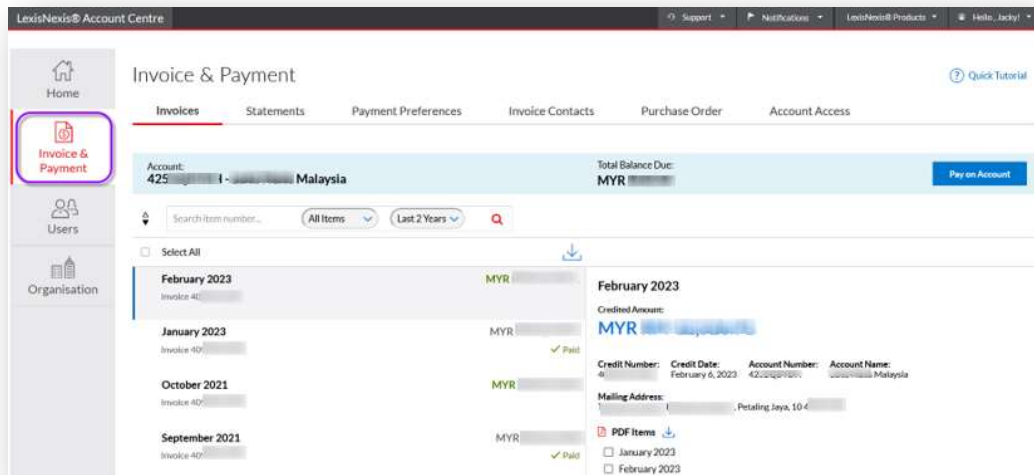 LexisNexis® Account Centre
Support
Notifications
LexisNexis® Products
Hello, Jacky!
Home
Invoice & Payment
Users
Organisation
Invoice & Payment
Quick Tutorial
Invoices
Statements
Payment Preferences
Invoice Contacts
Purchase Order
Account Access
Account:
425 - Malaysia
Total Balance Due:
MYR
Pay on Account
Search item number...
All Items
Last 2 Years
Select All
February 2023
MYR
Invoice 40
January 2023
MYR
Invoice 40
Paid
October 2021
MYR
Invoice 40
September 2021
MYR
Invoice 40
Paid
February 2023
Credited Amount:
MYR
Credit Number:
Credit Date:
Account Number:
Account Name:
February 6, 2023
42
Malaysia
Mailing Address:
, Petaling Jaya, 10
PDF Items
January 2023
February 2023